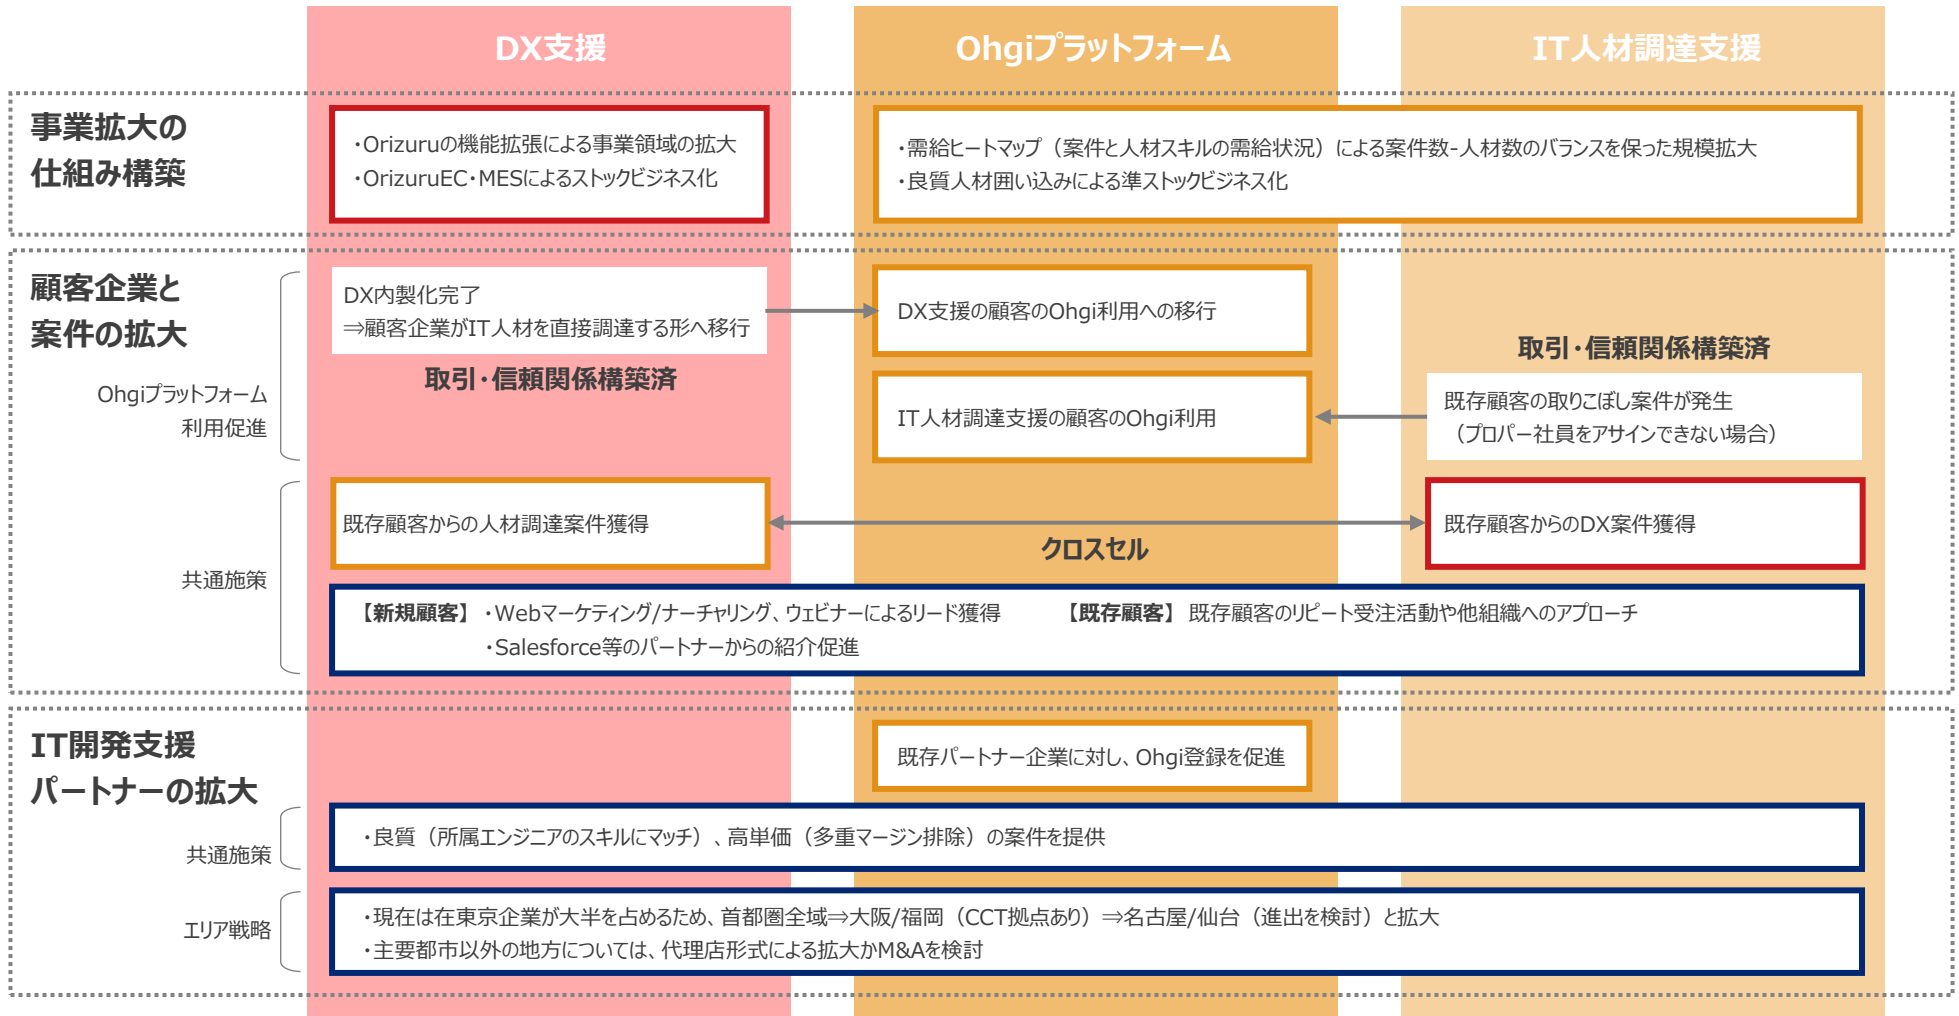 DX支援
Ohgiプラットフォーム
IT人材調達支援
事業拡大の
仕組み構築
・Orizuruの機能拡張による事業領域の拡大
・OrizuruEC・MESによるストックビジネス化
・需給ヒートマップ（案件と人材スキルの需給状況）による案件数-人材数のバランスを保った規模拡大
・良質人材囲い込みによる準ストックビジネス化
顧客企業と
案件の拡大
Ohgiプラットフォーム
利用促進
DX内製化完了
⇒顧客企業がIT人材を直接調達する形へ移行
取引・信頼関係構築済
DX支援の顧客のOhgi利用への移行
IT人材調達支援の顧客のOhgi利用
取引・信頼関係構築済
既存顧客の取りこぼし案件が発生
（プロパー社員をアサインできない場合）
共通施策
既存顧客からの人材調達案件獲得
クロスセル
既存顧客からのDX案件獲得
【新規顧客】・Webマーケティング/ナーチャリング、ウェビナーによるリード獲得
・Salesforce等のパートナーからの紹介促進
【既存顧客】既存顧客のリピート受注活動や他組織へのアプローチ
IT開発支援
パートナーの拡大
既存パートナー企業に対し、Ohgi登録を促進
共通施策
・良質（所属エンジニアのスキルにマッチ）、高単価（多重マージン排除）の案件を提供
エリア戦略
・現在は在東京企業が大半を占めるため、首都圏全域⇒大阪/福岡（CCT拠点あり）⇒名古屋/仙台（進出を検討）と拡大
・主要都市以外の地方については、代理店形式による拡大かM&Aを検討